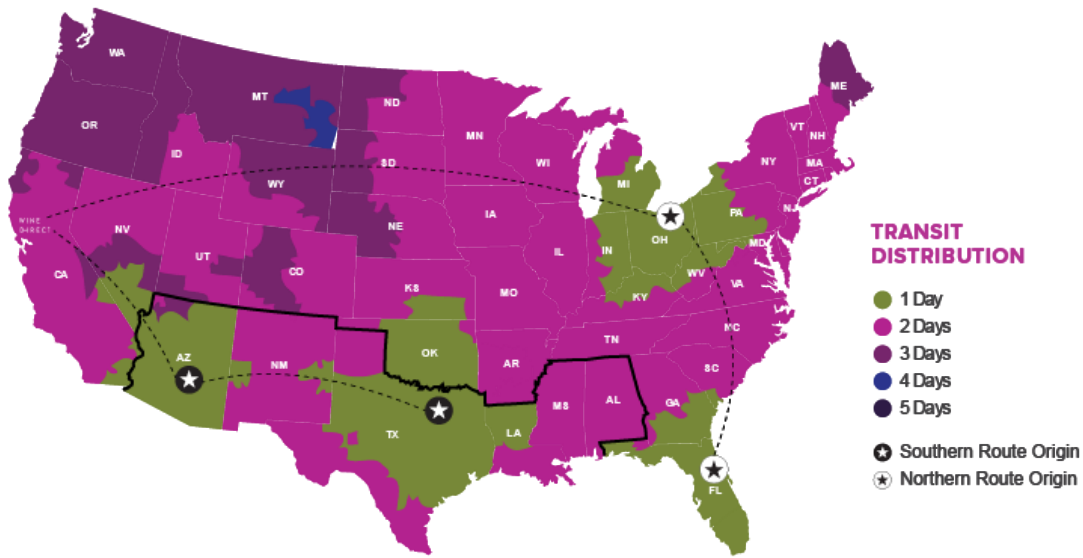 WA
ME
MT
ND
OR
MN
VT
NH
ID
WI
NY
MA
SD
CT
MI
WY
IA
PA
NJ
WINE
DIRECT
NV
NE
OH
MD
IN
UT
IL
WV
CA
CO
VA
KS
MO
KY
NC
TN
OK
AZ
NM
AR
SC
MS
AL
GA
TX
LA
FL
TRANSIT
DISTRIBUTION
1 Day
2 Days
3 Days
4 Days
5 Days
Southern Route Origin
Northern Route Origin